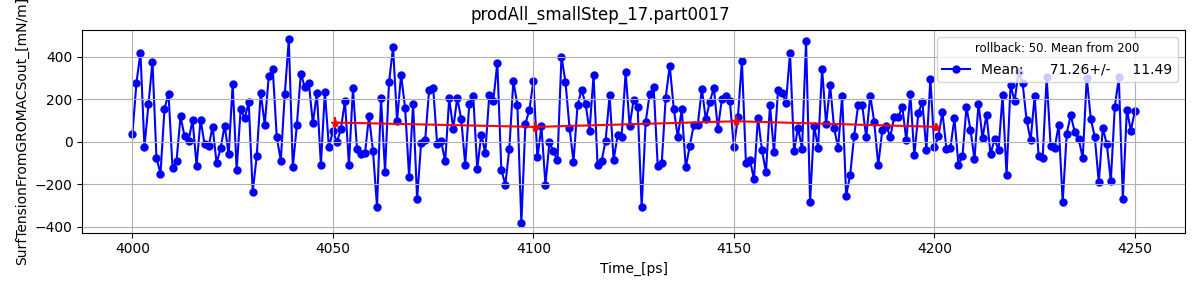 prodAll_smallStep_17.part0017
SurfTensionFromGROMACSout_[mN/m]
400
200
0
−200
−400
rollback: 50. Mean from 200
Mean: 71.26+/- 11.49
4000 4050 4100 4150 4200 4250
Time_[ps]